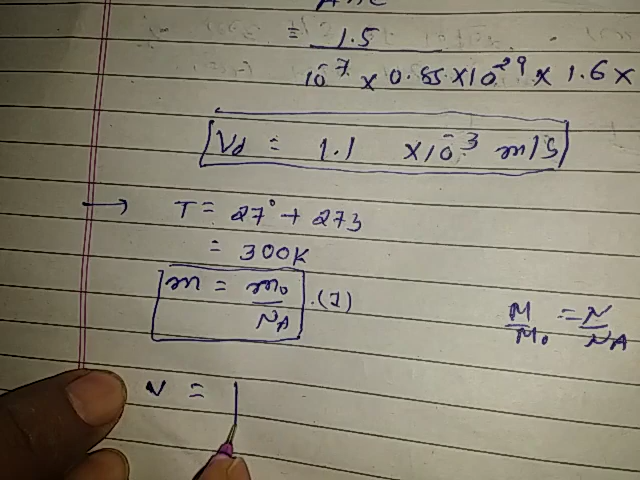 Ane
= 1.5
10⁻⁷ × 0.85 × 10²⁹ × 1.6 ×
Vd = 1.1 × 10⁻³ m/s
→ T = 27° + 273
= 300K
m = m₀ / NA .(1)
M / M₀ = N / NA
v =